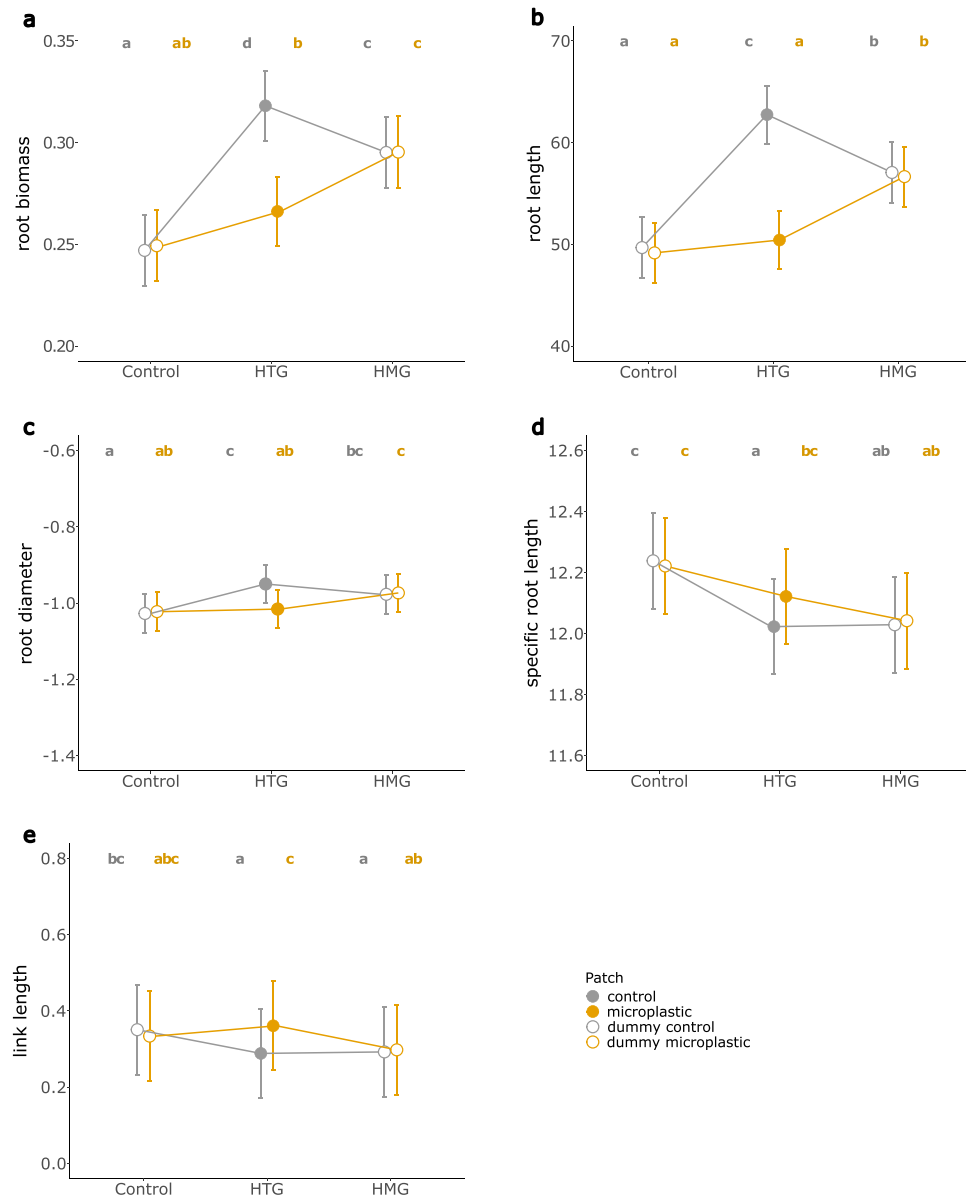 a
0.35
a ab d b c c
0.30
0.25
0.20
root biomass
Control HTG HMG
b
70
a a c a b b
60
50
40
root length
Control HTG HMG
c
-0.6
a ab c ab bc c
-0.8
-1.0
-1.2
-1.4
root diameter
Control HTG HMG
d
12.6
c c a bc ab ab
12.4
12.2
12.0
11.8
11.6
specific root length
Control HTG HMG
e
0.8
bc abc a c a ab
0.6
0.4
0.2
0.0
link length
Control HTG HMG
Patch
control
microplastic
dummy control
dummy microplastic